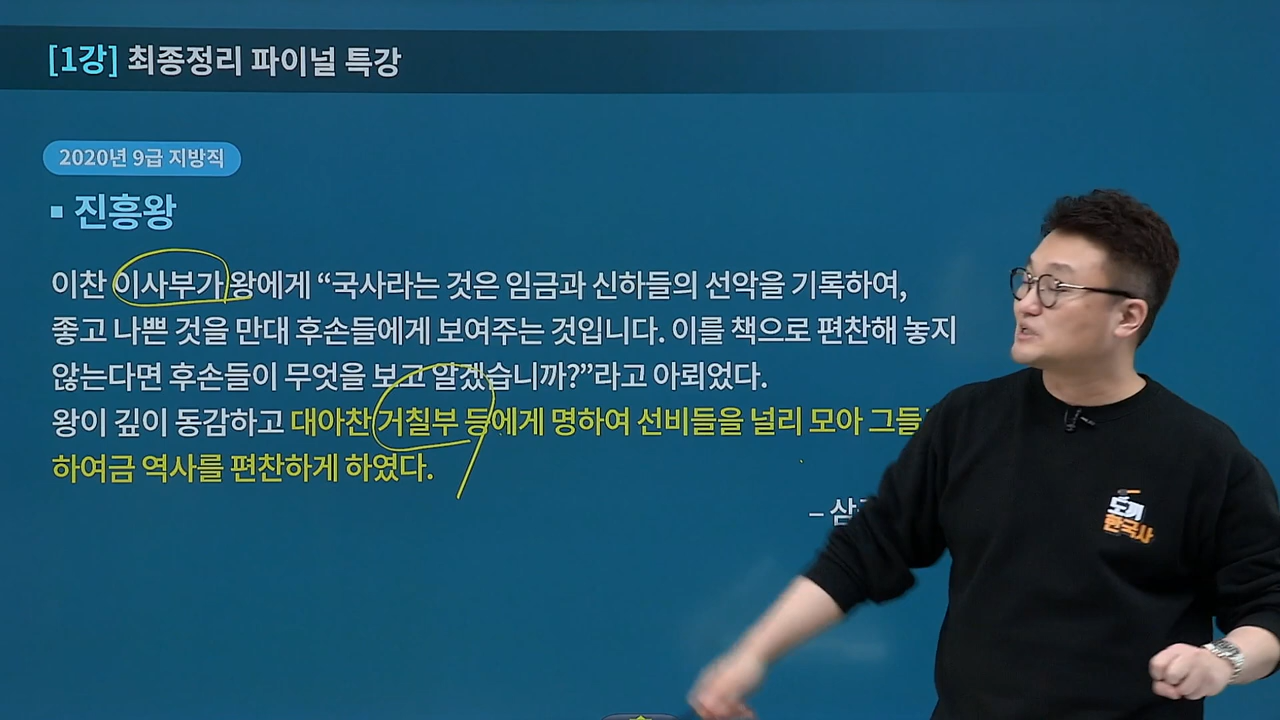 [1강] 최종정리 파이널 특강
2020년 9급 지방직
진흥왕
이찬 이사부가 왕에게 “국사라는 것은 임금과 신하들의 선악을 기록하여,
좋고 나쁜 것을 만대 후손들에게 보여주는 것입니다. 이를 책으로 편찬해 놓지
않는다면 후손들이 무엇을 보고 알겠습니까?”라고 아뢰었다.
왕이 깊이 동감하고 대아찬 거칠부 등에게 명하여 선비들을 널리 모아 그들
하여금 역사를 편찬하게 하였다.
– 삼
도끼
한국사